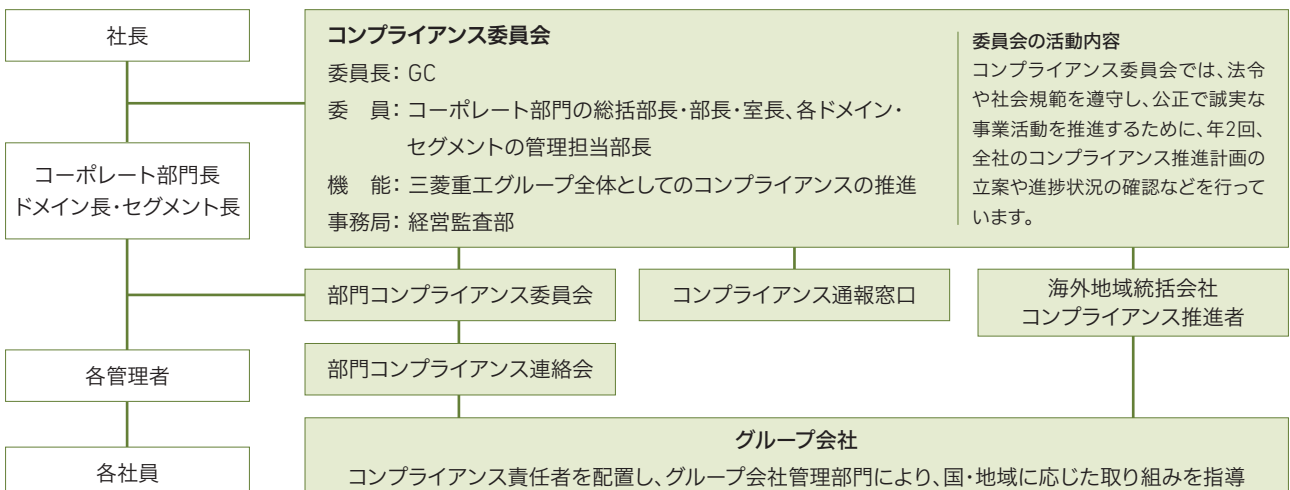 社長
コーポレート部門長
ドメイン長・セグメント長
各管理者
各社員
コンプライアンス委員会
委員長: GC
委　員: コーポレート部門の総括部長・部長・室長、各ドメイン・
セグメントの管理担当部長
機　能: 三菱重工グループ全体としてのコンプライアンスの推進
事務局: 経営監査部
委員会の活動内容
コンプライアンス委員会では、法令
や社会規範を遵守し、公正で誠実な
事業活動を推進するために、年2回、
全社のコンプライアンス推進計画の
立案や進捗状況の確認などを行って
います。
部門コンプライアンス委員会
コンプライアンス通報窓口
海外地域統括会社
コンプライアンス推進者
部門コンプライアンス連絡会
グループ会社
コンプライアンス責任者を配置し、グループ会社管理部門により、国・地域に応じた取り組みを指導